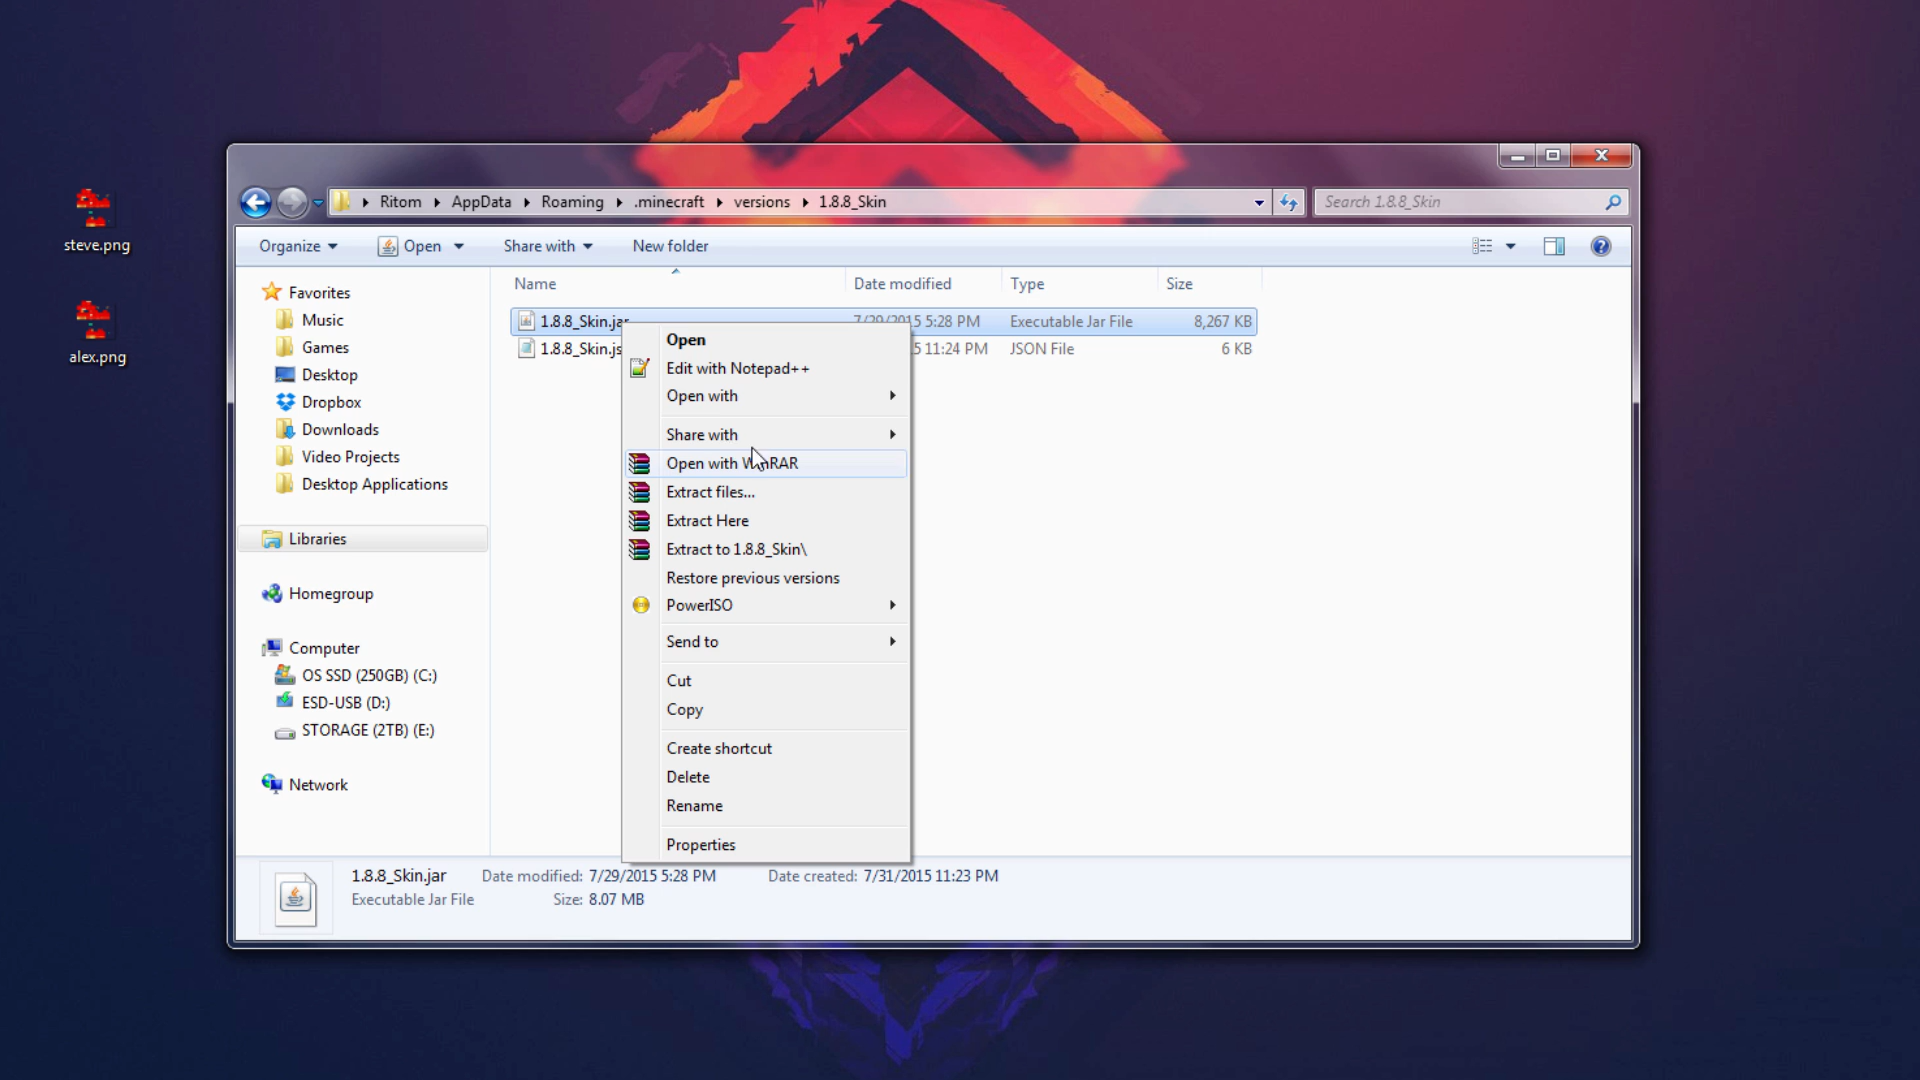 steve.png
alex.png
Ritom AppData Roaming .minecraft versions 1.8.8_Skin
Search 1.8.8_Skin
Organize Open Share with New folder
Favorites
Music
Games
Desktop
Dropbox
Downloads
Video Projects
Desktop Applications
Libraries
Homegroup
Computer
OS SSD (250GB) (C:)
ESD-USB (D:)
STORAGE (2TB) (E:)
Network
Name Date modified Type Size
1.8.8_Skin.jar 7/29/2015 5:28 PM Executable Jar File 8,267 KB
1.8.8_Skin.js 5 11:24 PM JSON File 6 KB
Open
Edit with Notepad++
Open with
Share with
Open with WinRAR
Extract files...
Extract Here
Extract to 1.8.8_Skin\
Restore previous versions
PowerISO
Send to
Cut
Copy
Create shortcut
Delete
Rename
Properties
1.8.8_Skin.jar Date modified: 7/29/2015 5:28 PM Date created: 7/31/2015 11:23 PM
Executable Jar File Size: 8.07 MB